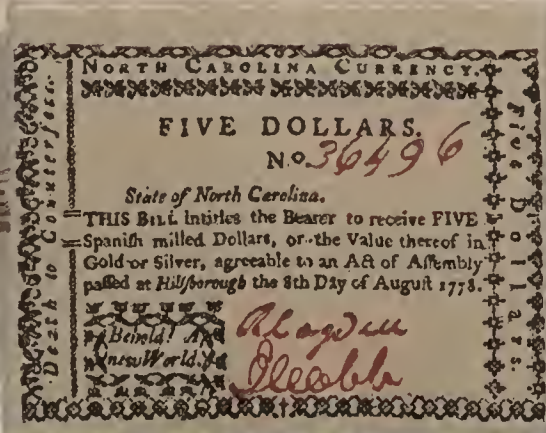 NORTH CAROLINA CURRENCY.
FIVE DOLLARS.
No. 36496
State of North Carolina.
THIS BILL Intitles the Bearer to receive FIVE
Spanish milled Dollars, or the Value thereof in
Gold or Silver, agreeable to an Act of Assembly
passed at Hillsborough the 8th Day of August 1778.
Behold! A
new World.
Death to Counterfeit.
Five Dollars.